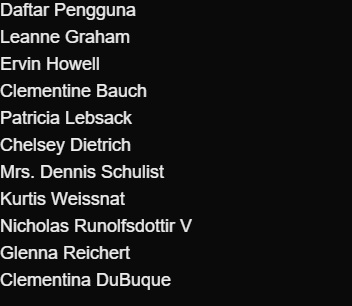 Daftar Pengguna
Leanne Graham
Ervin Howell
Clementine Bauch
Patricia Lebsack
Chelsey Dietrich
Mrs. Dennis Schulist
Kurtis Weissnat
Nicholas Runolfsdottir V
Glenna Reichert
Clementina DuBuque